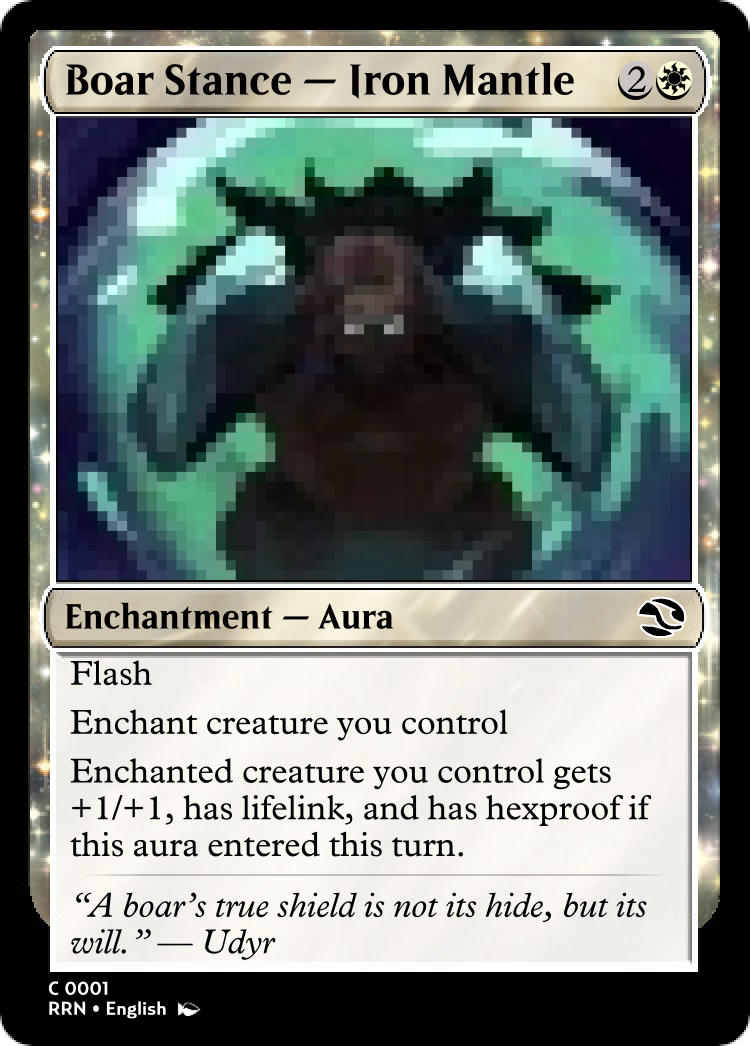 Boar Stance — Iron Mantle 2
Enchantment — Aura
Flash
Enchant creature you control
Enchanted creature you control gets
+1/+1, has lifelink, and has hexproof if
this aura entered this turn.
“A boar’s true shield is not its hide, but its
will.” — Udyr
C 0001
RRN • English